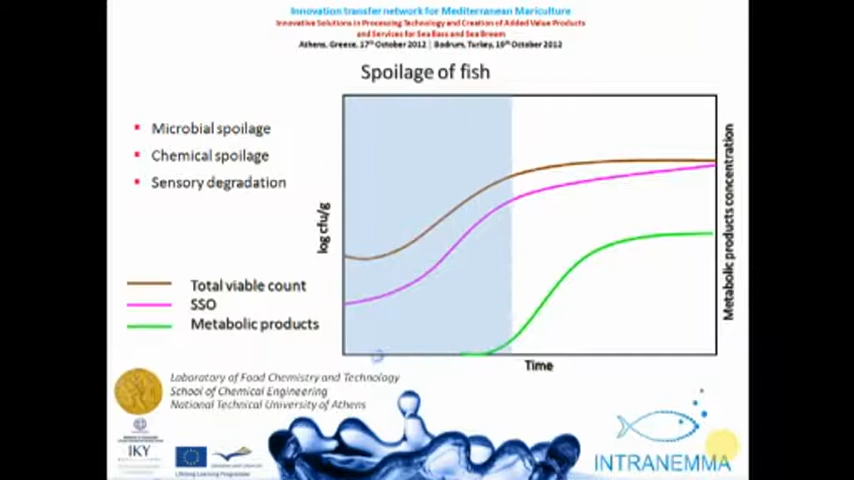 Innovation transfer network for Mediterranean Mariculture
Innovative Solutions in Processing Technology and Creation of Added Value Products
and Services for Sea Bass and Sea Bream
Athens, Greece, 17th October 2012 | Bodrum, Turkey, 19th October 2012
Spoilage of fish
Microbial spoilage
Chemical spoilage
Sensory degradation
log cfu/g
Metabolic products concentration
Time
Total viable count
SSO
Metabolic products
Laboratory of Food Chemistry and Technology
School of Chemical Engineering
National Technical University of Athens
IKY
Lifelong Learning Programme
INTRANEMMA